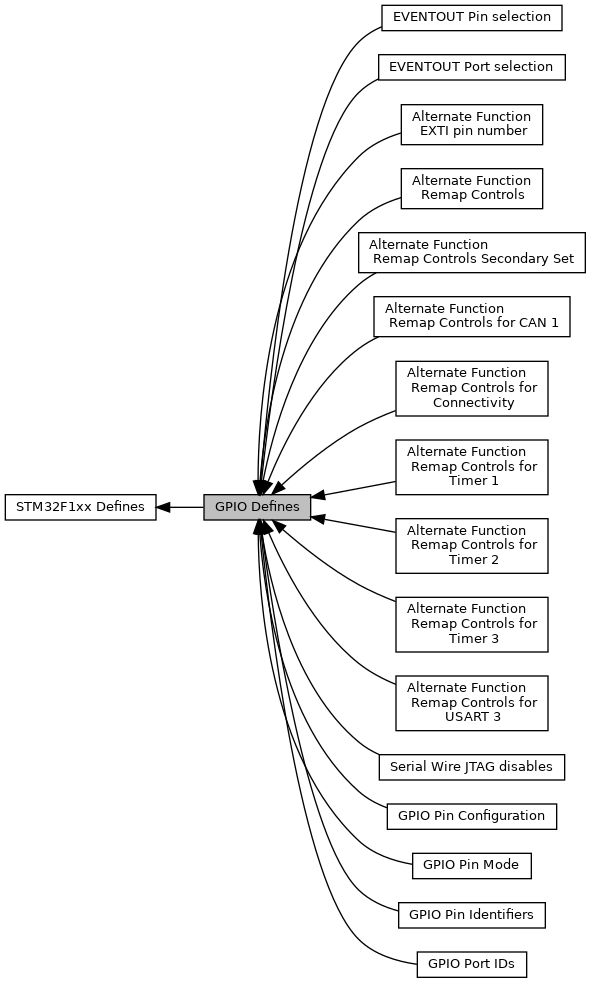 EVENTOUT Pin selection
EVENTOUT Port selection
Alternate Function
EXTI pin number
Alternate Function
Remap Controls
Alternate Function
Remap Controls Secondary Set
Alternate Function
Remap Controls for CAN 1
Alternate Function
Remap Controls for
Connectivity
Alternate Function
Remap Controls for
Timer 1
STM32F1xx Defines
GPIO Defines
Alternate Function
Remap Controls for
Timer 2
Alternate Function
Remap Controls for
Timer 3
Alternate Function
Remap Controls for
USART 3
Serial Wire JTAG disables
GPIO Pin Configuration
GPIO Pin Mode
GPIO Pin Identifiers
GPIO Port IDs